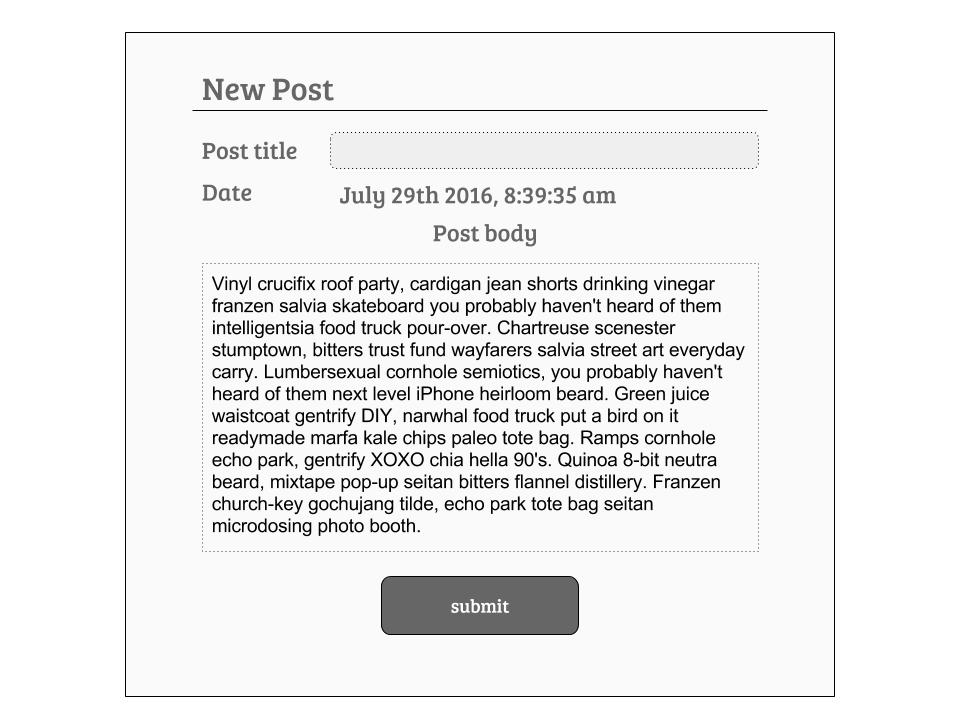 New Post
Post title
Date July 29th 2016, 8:39:35 am
Post body
Vinyl crucifix roof party, cardigan jean shorts drinking vinegar
franzen salvia skateboard you probably haven't heard of them
intelligentsia food truck pour-over. Chartreuse scenester
stumptown, bitters trust fund wayfarers salvia street art everyday
carry. Lumbersexual cornhole semiotics, you probably haven't
heard of them next level iPhone heirloom beard. Green juice
waistcoat gentrify DIY, narwhal food truck put a bird on it
readymade marfa kale chips paleo tote bag. Ramps cornhole
echo park, gentrify XOXO chia hella 90's. Quinoa 8-bit neutra
beard, mixtape pop-up seitan bitters flannel distillery. Franzen
church-key gochujang tilde, echo park tote bag seitan
microdosing photo booth.
submit